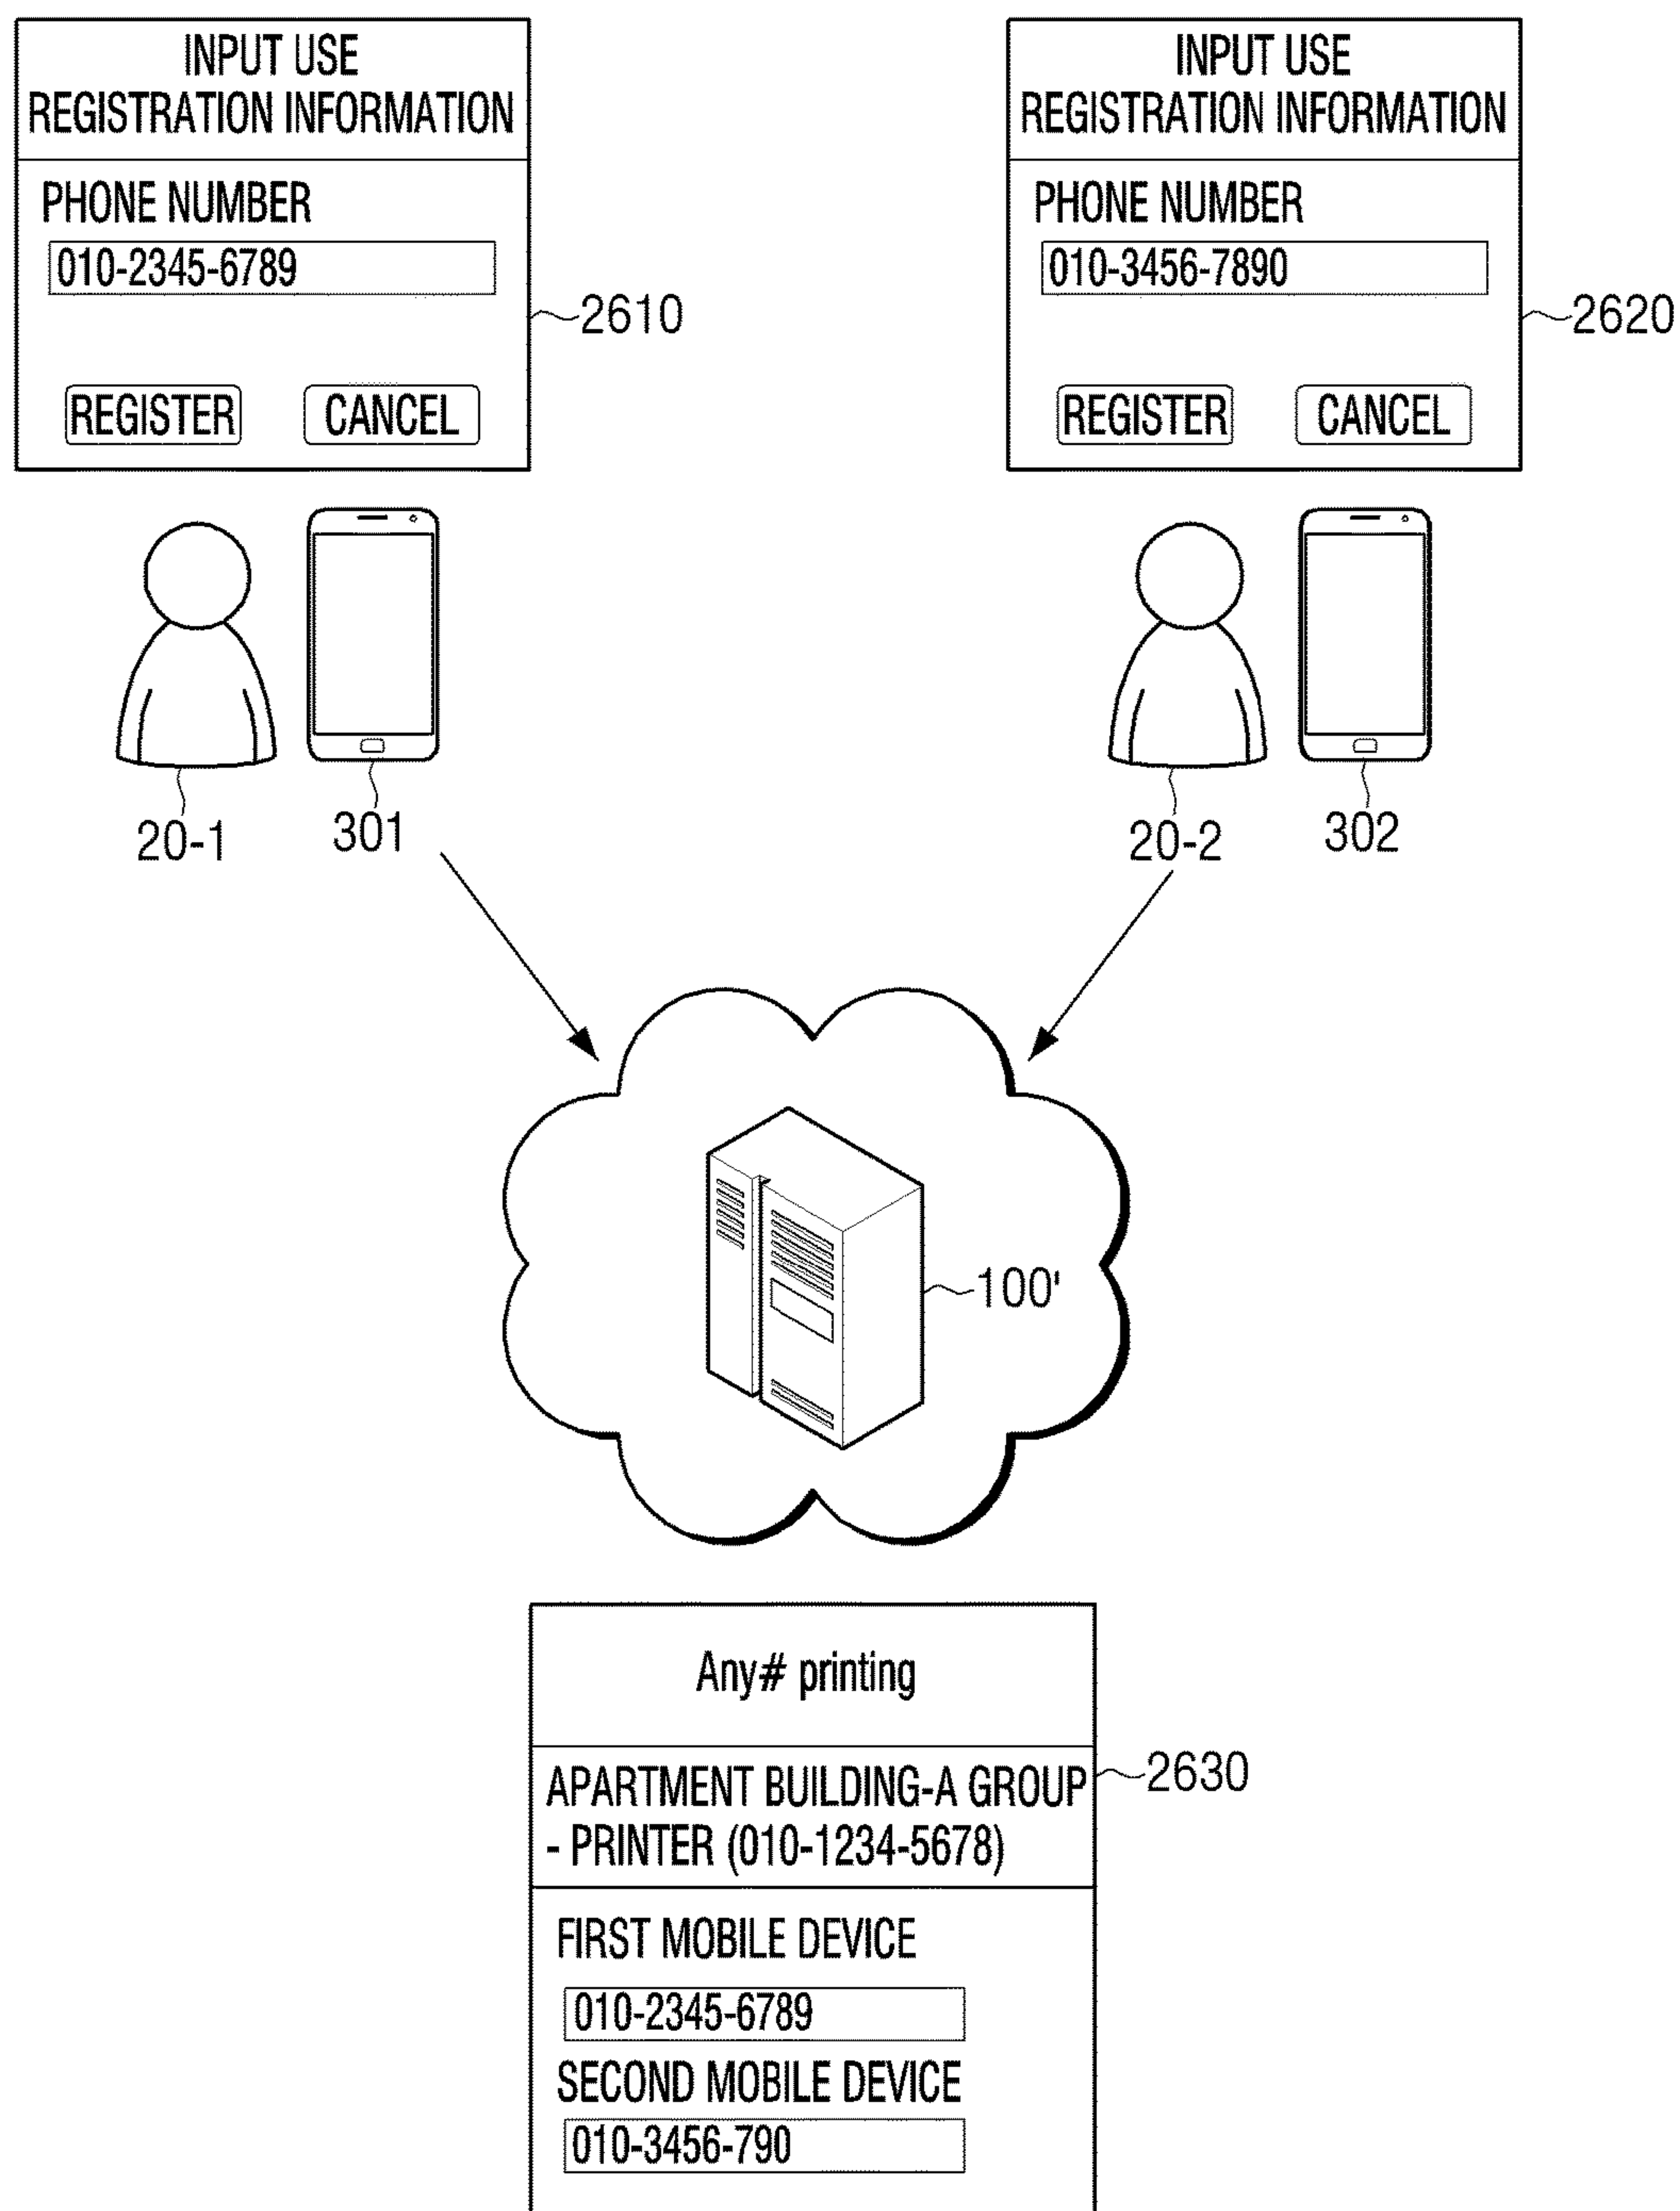 INPUT USE
REGISTRATION INFORMATION
PHONE NUMBER
010-2345-6789
2610
REGISTER
CANCEL
INPUT USE
REGISTRATION INFORMATION
PHONE NUMBER
010-3456-7890
2620
REGISTER
CANCEL
20-1
301
20-2
302
100'
Any# printing
APARTMENT BUILDING-A GROUP
- PRINTER (010-1234-5678)
2630
FIRST MOBILE DEVICE
010-2345-6789
SECOND MOBILE DEVICE
010-3456-790